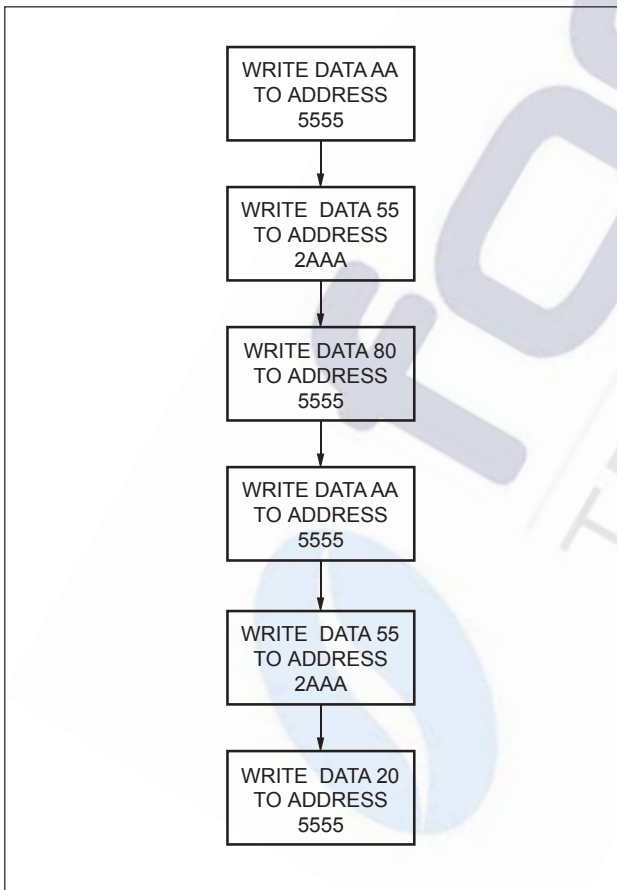 WRITE DATA AA
TO ADDRESS
5555
WRITE DATA 55
TO ADDRESS
2AAA
WRITE DATA 80
TO ADDRESS
5555
WRITE DATA AA
TO ADDRESS
5555
WRITE DATA 55
TO ADDRESS
2AAA
WRITE DATA 20
TO ADDRESS
5555